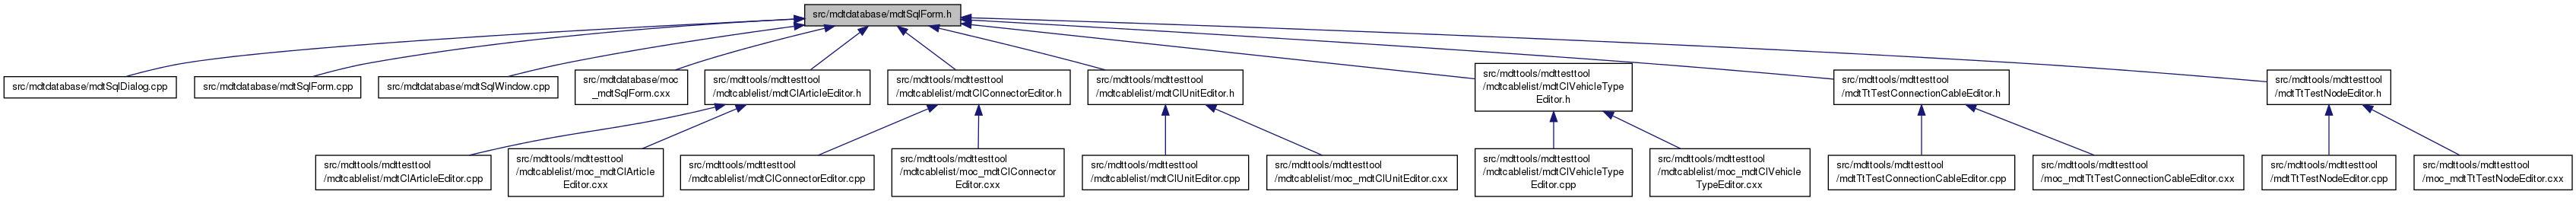 src/mdtdatabase/mdtSqlForm.h
src/mdtdatabase/mdtSqlDialog.cpp
src/mdtdatabase/mdtSqlForm.cpp
src/mdtdatabase/mdtSqlWindow.cpp
src/mdtdatabase/moc
_mdtSqlForm.cxx
src/mdttools/mdttesttool
/mdtcablelist/mdtClArticleEditor.h
src/mdttools/mdttesttool
/mdtcablelist/mdtClConnectorEditor.h
src/mdttools/mdttesttool
/mdtcablelist/mdtClUnitEditor.h
src/mdttools/mdttesttool
/mdtcablelist/mdtClVehicleType
Editor.h
src/mdttools/mdttesttool
/mdtTtTestConnectionCableEditor.h
src/mdttools/mdttesttool
/mdtTtTestNodeEditor.h
src/mdttools/mdttesttool
/mdtcablelist/mdtClArticleEditor.cpp
src/mdttools/mdttesttool
/mdtcablelist/moc_mdtClArticle
Editor.cxx
src/mdttools/mdttesttool
/mdtcablelist/mdtClConnectorEditor.cpp
src/mdttools/mdttesttool
/mdtcablelist/moc_mdtClConnector
Editor.cxx
src/mdttools/mdttesttool
/mdtcablelist/mdtClUnitEditor.cpp
src/mdttools/mdttesttool
/mdtcablelist/moc_mdtClUnitEditor.cxx
src/mdttools/mdttesttool
/mdtcablelist/mdtClVehicleType
Editor.cpp
src/mdttools/mdttesttool
/mdtcablelist/moc_mdtClVehicle
TypeEditor.cxx
src/mdttools/mdttesttool
/mdtTtTestConnectionCableEditor.cpp
src/mdttools/mdttesttool
/moc_mdtTtTestConnectionCableEditor.cxx
src/mdttools/mdttesttool
/mdtTtTestNodeEditor.cpp
src/mdttools/mdttesttool
/moc_mdtTtTestNodeEditor.cxx